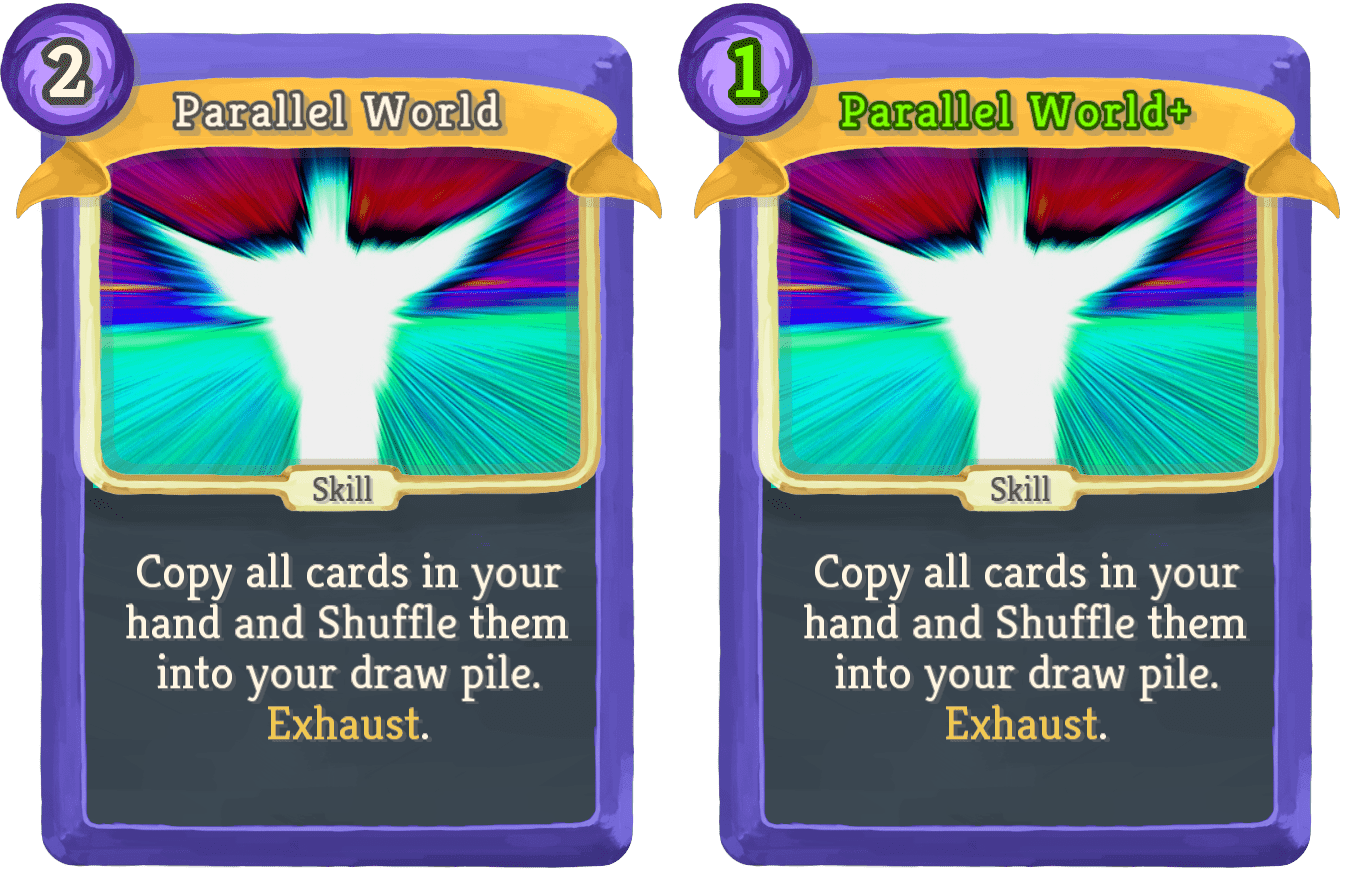 2
Parallel World
Skill
Copy all cards in your
hand and Shuffle them
into your draw pile.
Exhaust.
1
Parallel World+
Skill
Copy all cards in your
hand and Shuffle them
into your draw pile.
Exhaust.